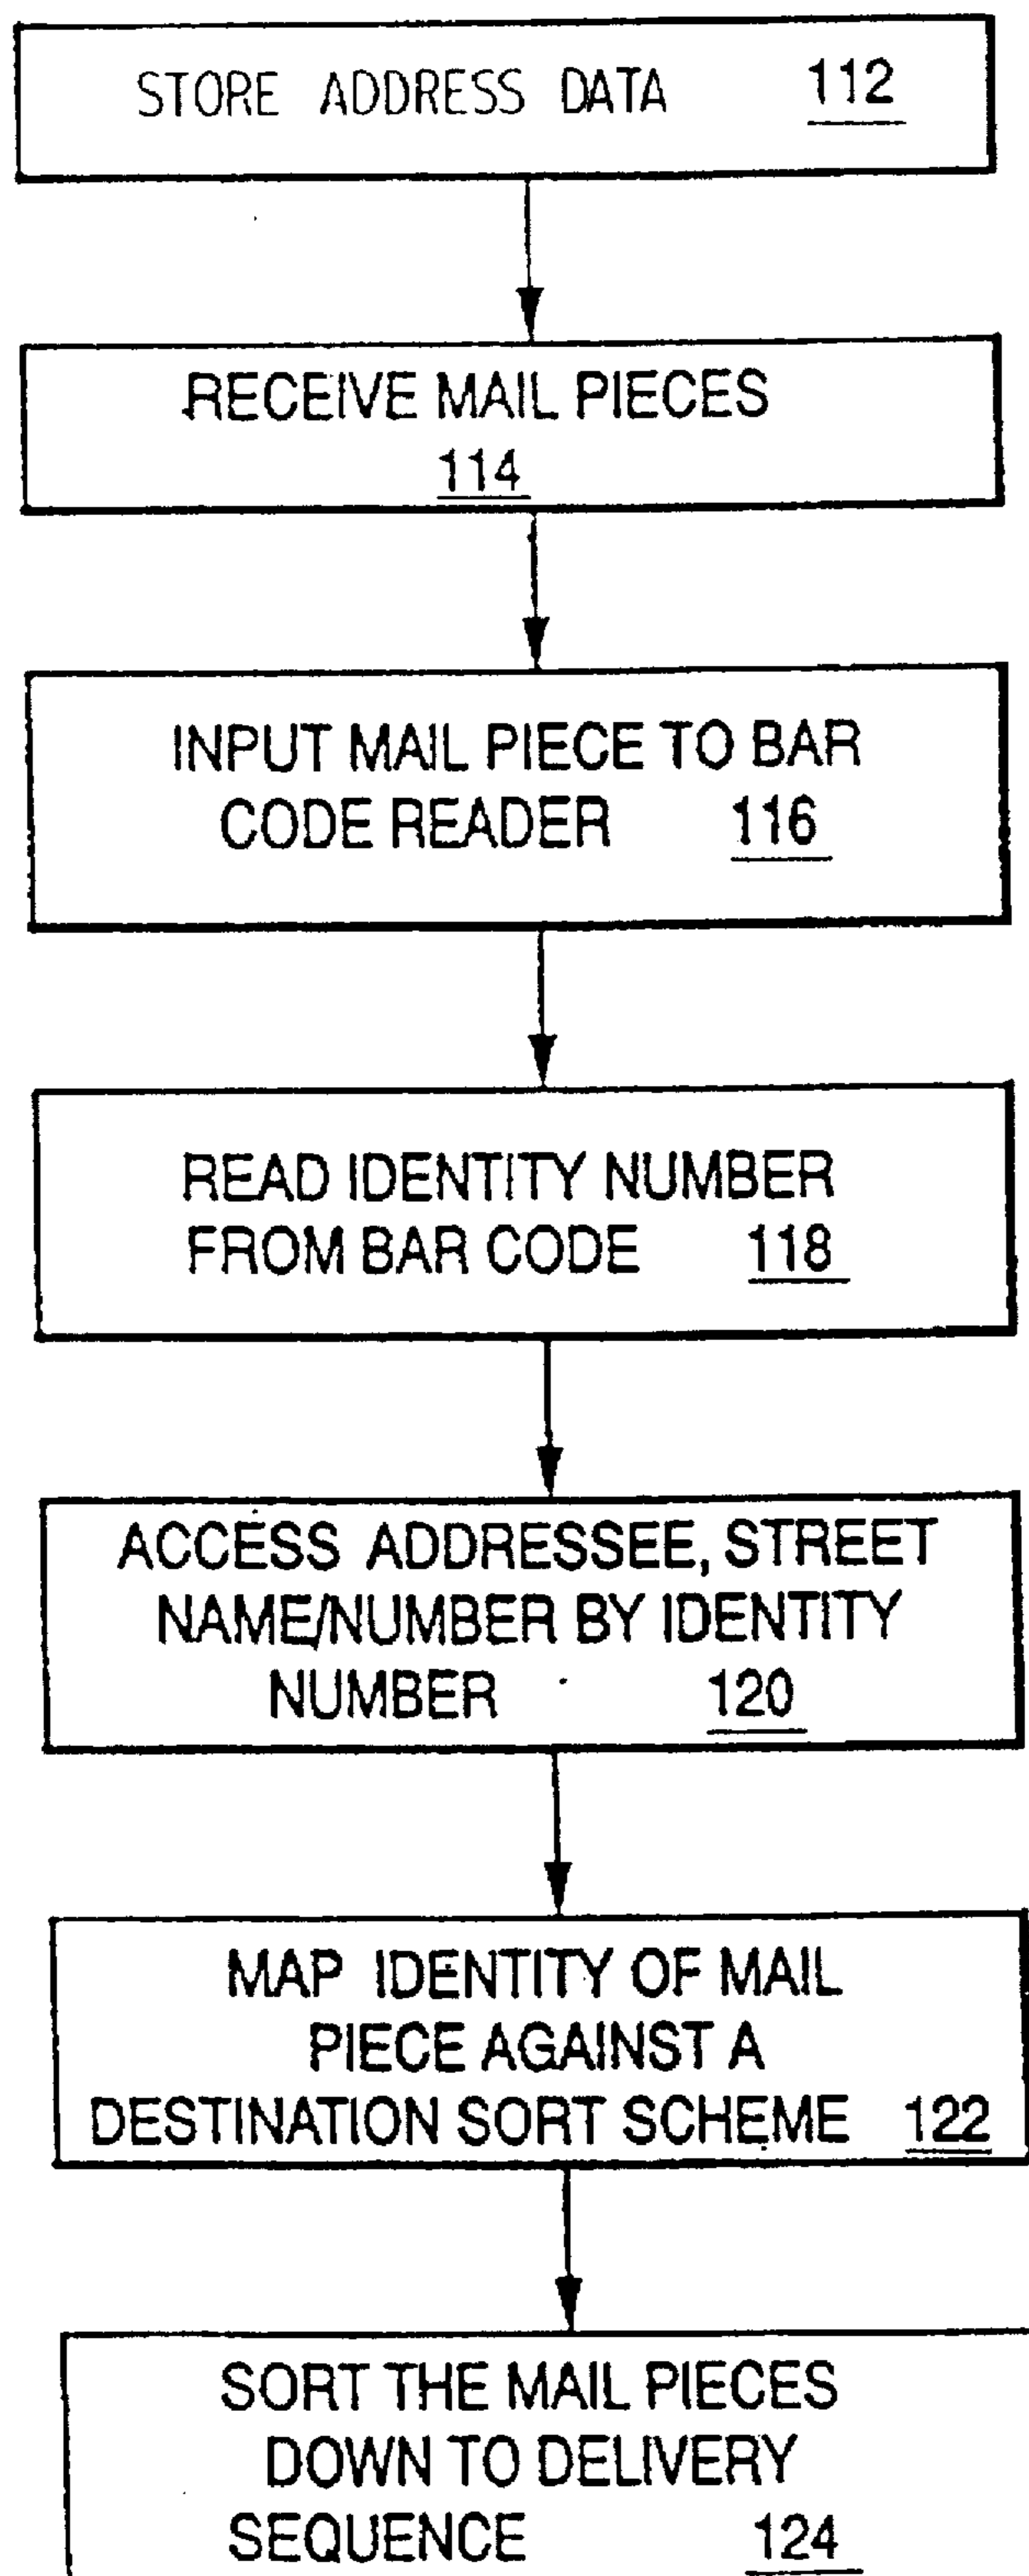 STORE ADDRESS DATA 112
RECEIVE MAIL PIECES
114
INPUT MAIL PIECE TO BAR
CODE READER 116
READ IDENTITY NUMBER
FROM BAR CODE 118
ACCESS ADDRESSEE, STREET
NAME/NUMBER BY IDENTITY
NUMBER 120
MAP IDENTITY OF MAIL
PIECE AGAINST A
DESTINATION SORT SCHEME 122
SORT THE MAIL PIECES
DOWN TO DELIVERY
SEQUENCE 124